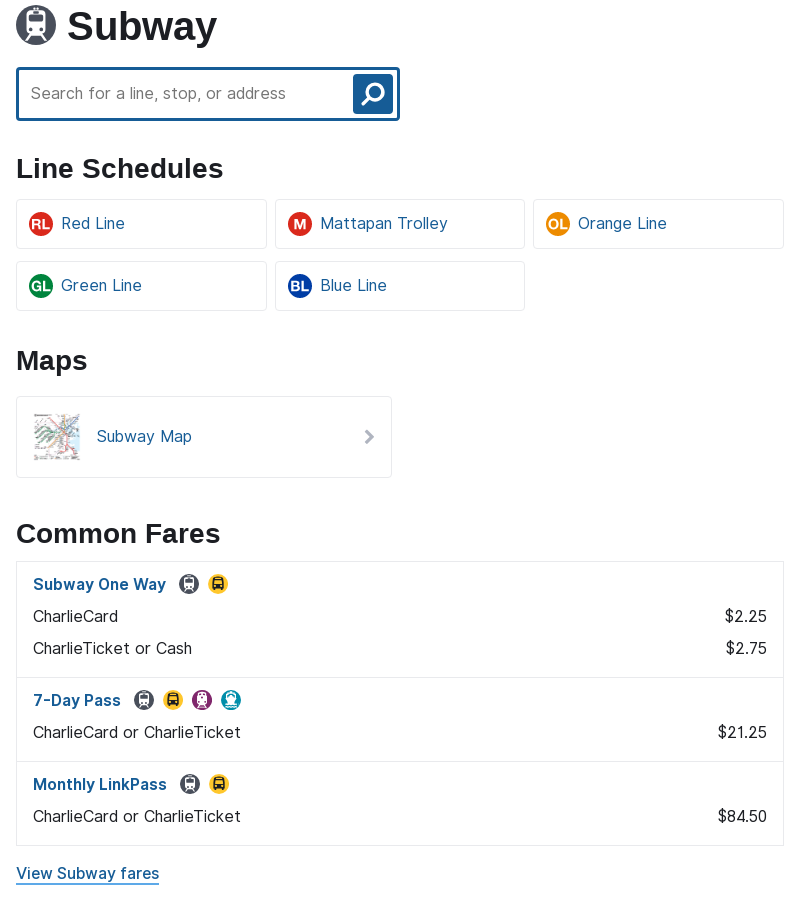 Subway
Search for a line, stop, or address
Line Schedules
RL Red Line
M Mattapan Trolley
OL Orange Line
GL Green Line
BL Blue Line
Maps
Subway Map
Common Fares
Subway One Way
CharlieCard $2.25
CharlieTicket or Cash $2.75
7-Day Pass
CharlieCard or CharlieTicket $21.25
Monthly LinkPass
CharlieCard or CharlieTicket $84.50
View Subway fares